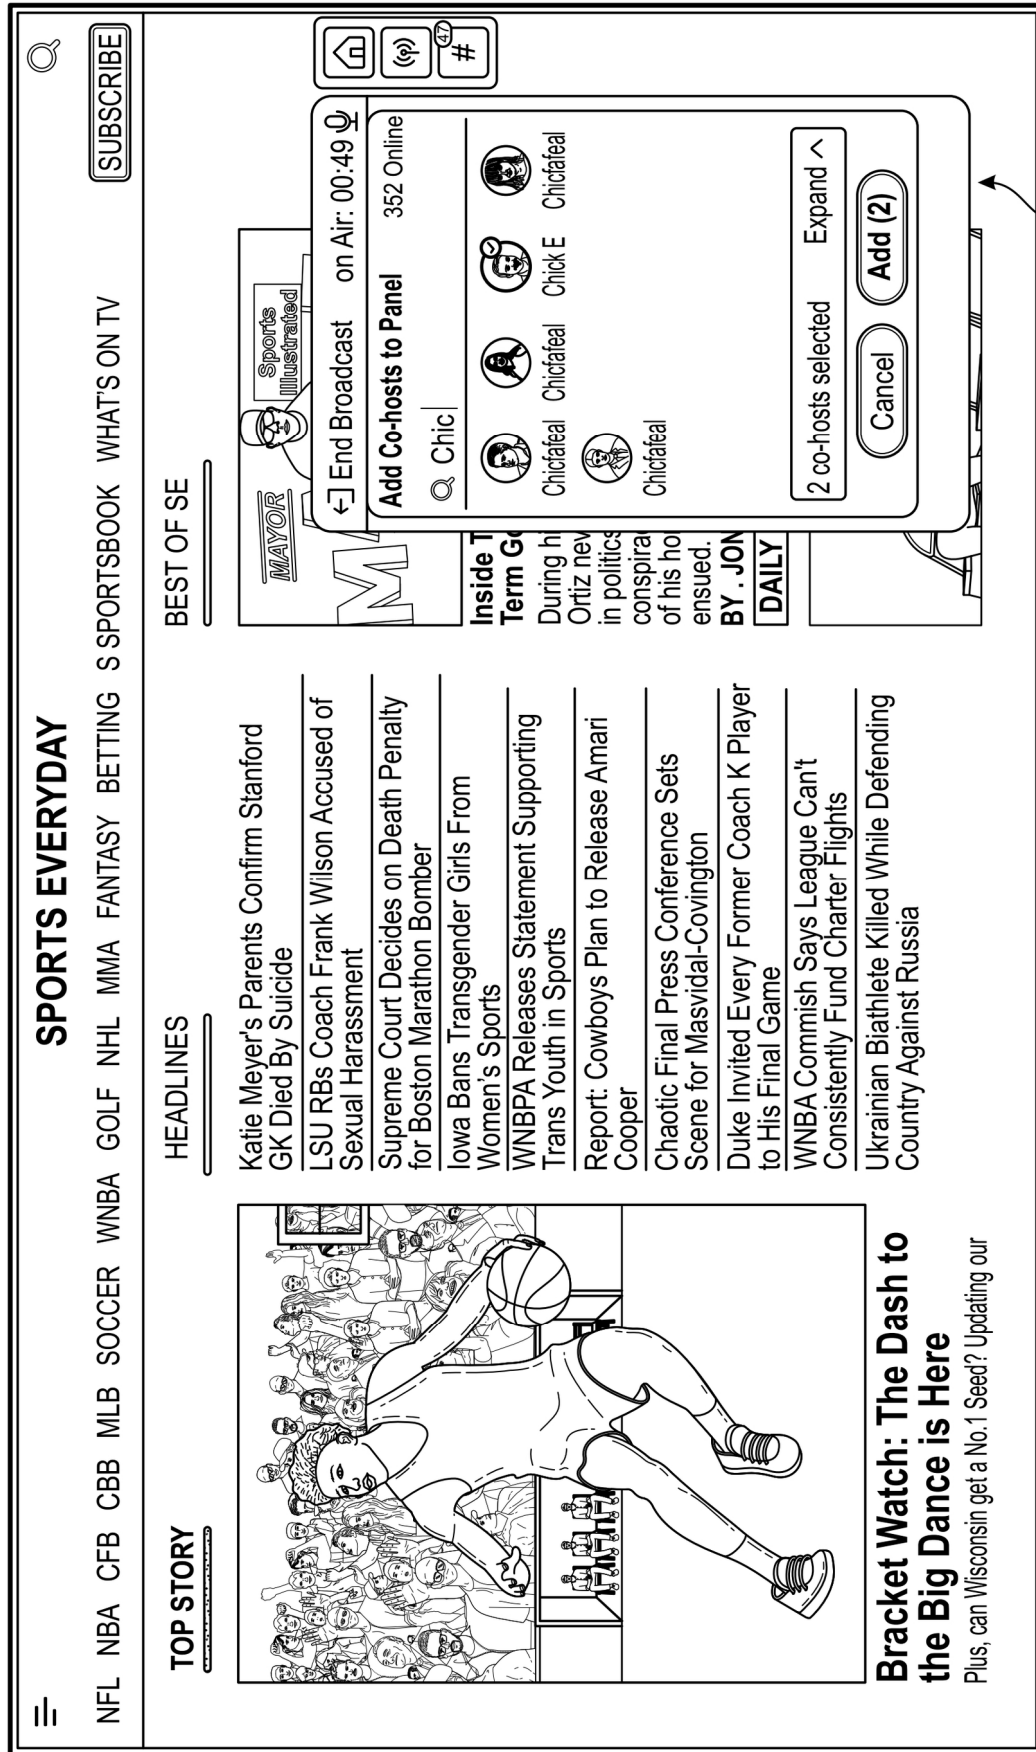 SPORTS EVERYDAY
SUBSCRIBE
NFL NBA CFB CBB MLB SOCCER WNBA GOLF NHL MMA FANTASY BETTING S SPORTSBOOK WHAT'S ON TV
TOP STORY
Bracket Watch: The Dash to
the Big Dance is Here
Plus, can Wisconsin get a No.1 Seed? Updating our
HEADLINES
Katie Meyer's Parents Confirm Stanford
GK Died By Suicide
LSU RBs Coach Frank Wilson Accused of
Sexual Harassment
Supreme Court Decides on Death Penalty
for Boston Marathon Bomber
Iowa Bans Transgender Girls From
Women's Sports
WNBPA Releases Statement Supporting
Trans Youth in Sports
Report: Cowboys Plan to Release Amari
Cooper
Chaotic Final Press Conference Sets
Scene for Masvidal-Covington
Duke Invited Every Former Coach K Player
to His Final Game
WNBA Commish Says League Can't
Consistently Fund Charter Flights
Ukrainian Biathlete Killed While Defending
Country Against Russia
BEST OF SE
MAYOR
Sports
Illustrated
Inside T
Term Go
During hi
Ortiz nev
in politics
conspirac
of his hor
ensued.
BY . JON
DAILY
End Broadcast on Air: 00:49
Add Co-hosts to Panel 352 Online
Chic
Chicfafeal Chicfafeal Chick E Chicfafeal
Chicfafeal
2 co-hosts selected Expand
Cancel Add (2)
47
#